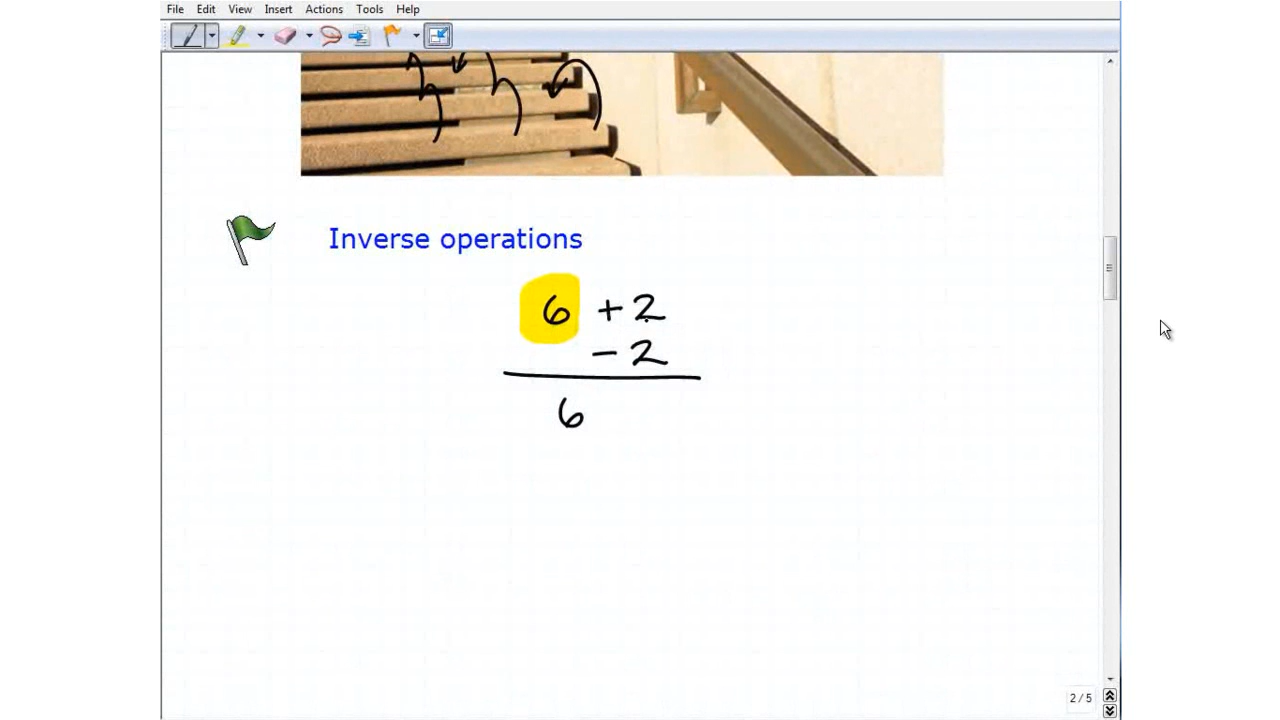 File Edit View Insert Actions Tools Help
Inverse operations
6 + 2
- 2
6
2 / 5